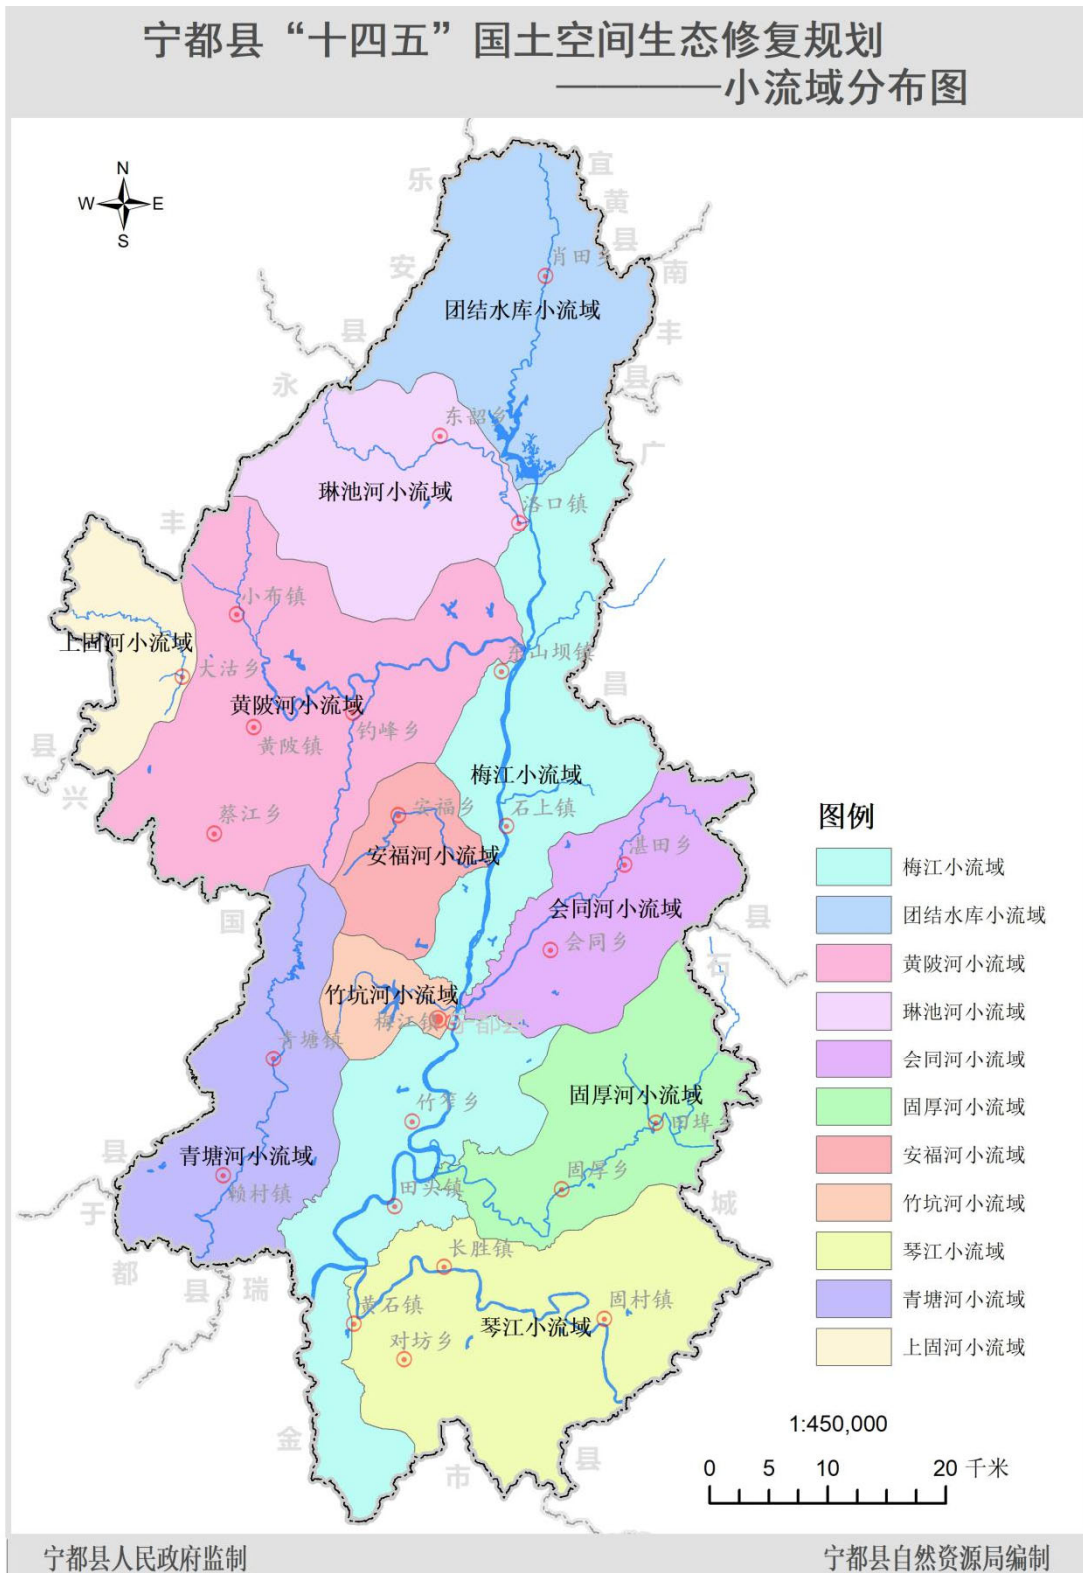 宁都县“十四五”国土空间生态修复规划
————小流域分布图
N
W
E
S
乐
安
县
宜
黄
县
南
丰
县
广
昌
县
石
城
县
永
丰
县
兴
国
县
于
都
县
瑞
金
市
肖田乡
团结水库小流域
东韶乡
琳池河小流域
洛口镇
小布镇
上固河小流域
大沽乡
东山坝镇
黄陂河小流域
黄陂镇
钓峰乡
梅江小流域
蔡江乡
安福乡
石上镇
安福河小流域
湛田乡
会同河小流域
会同乡
竹坑河小流域
梅江镇
宁都县
青塘镇
固厚河小流域
竹笮乡
田埠乡
青塘河小流域
赖村镇
田头镇
固厚乡
长胜镇
黄石镇
琴江小流域
固村镇
对坊乡
图例
梅江小流域
团结水库小流域
黄陂河小流域
琳池河小流域
会同河小流域
固厚河小流域
安福河小流域
竹坑河小流域
琴江小流域
青塘河小流域
上固河小流域
1:450,000
0 5 10 20 千米
宁都县人民政府监制
宁都县自然资源局编制